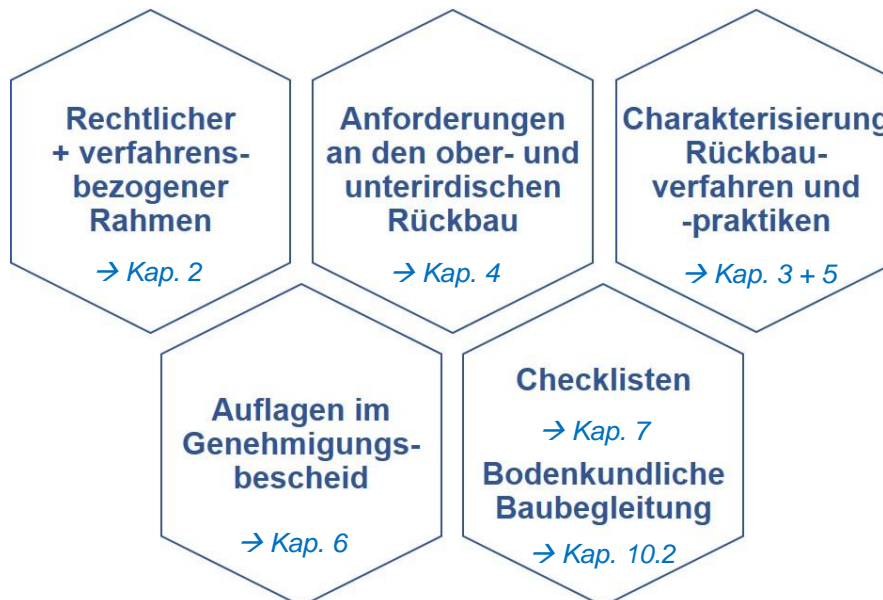 Rechtlicher
+ verfahrens-
bezogener
Rahmen
→ Kap. 2
Anforderungen
an den ober- und
unterirdischen
Rückbau
→ Kap. 4
Charakterisierung
Rückbau-
verfahren und
-praktiken
→ Kap. 3 + 5
Auflagen im
Genehmigungs-
bescheid
→ Kap. 6
Checklisten
→ Kap. 7
Bodenkundliche
Baubegleitung
→ Kap. 10.2